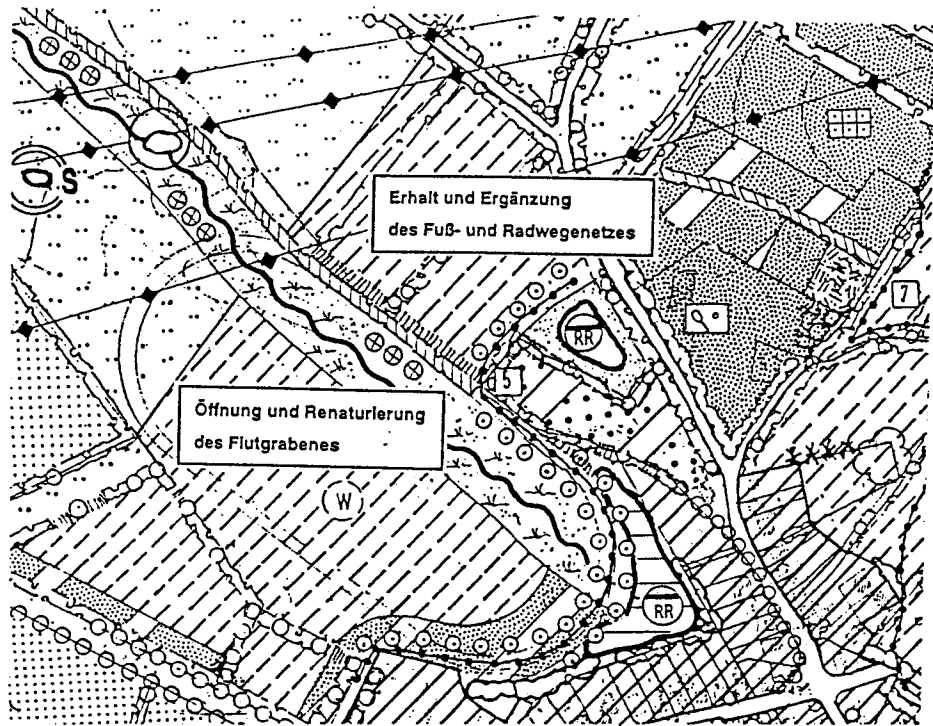 S
Erhalt und Ergänzung
des Fuß- und Radwegenetzes
7
RR
5
Öffnung und Renaturierung
des Flutgrabenes
W
RR